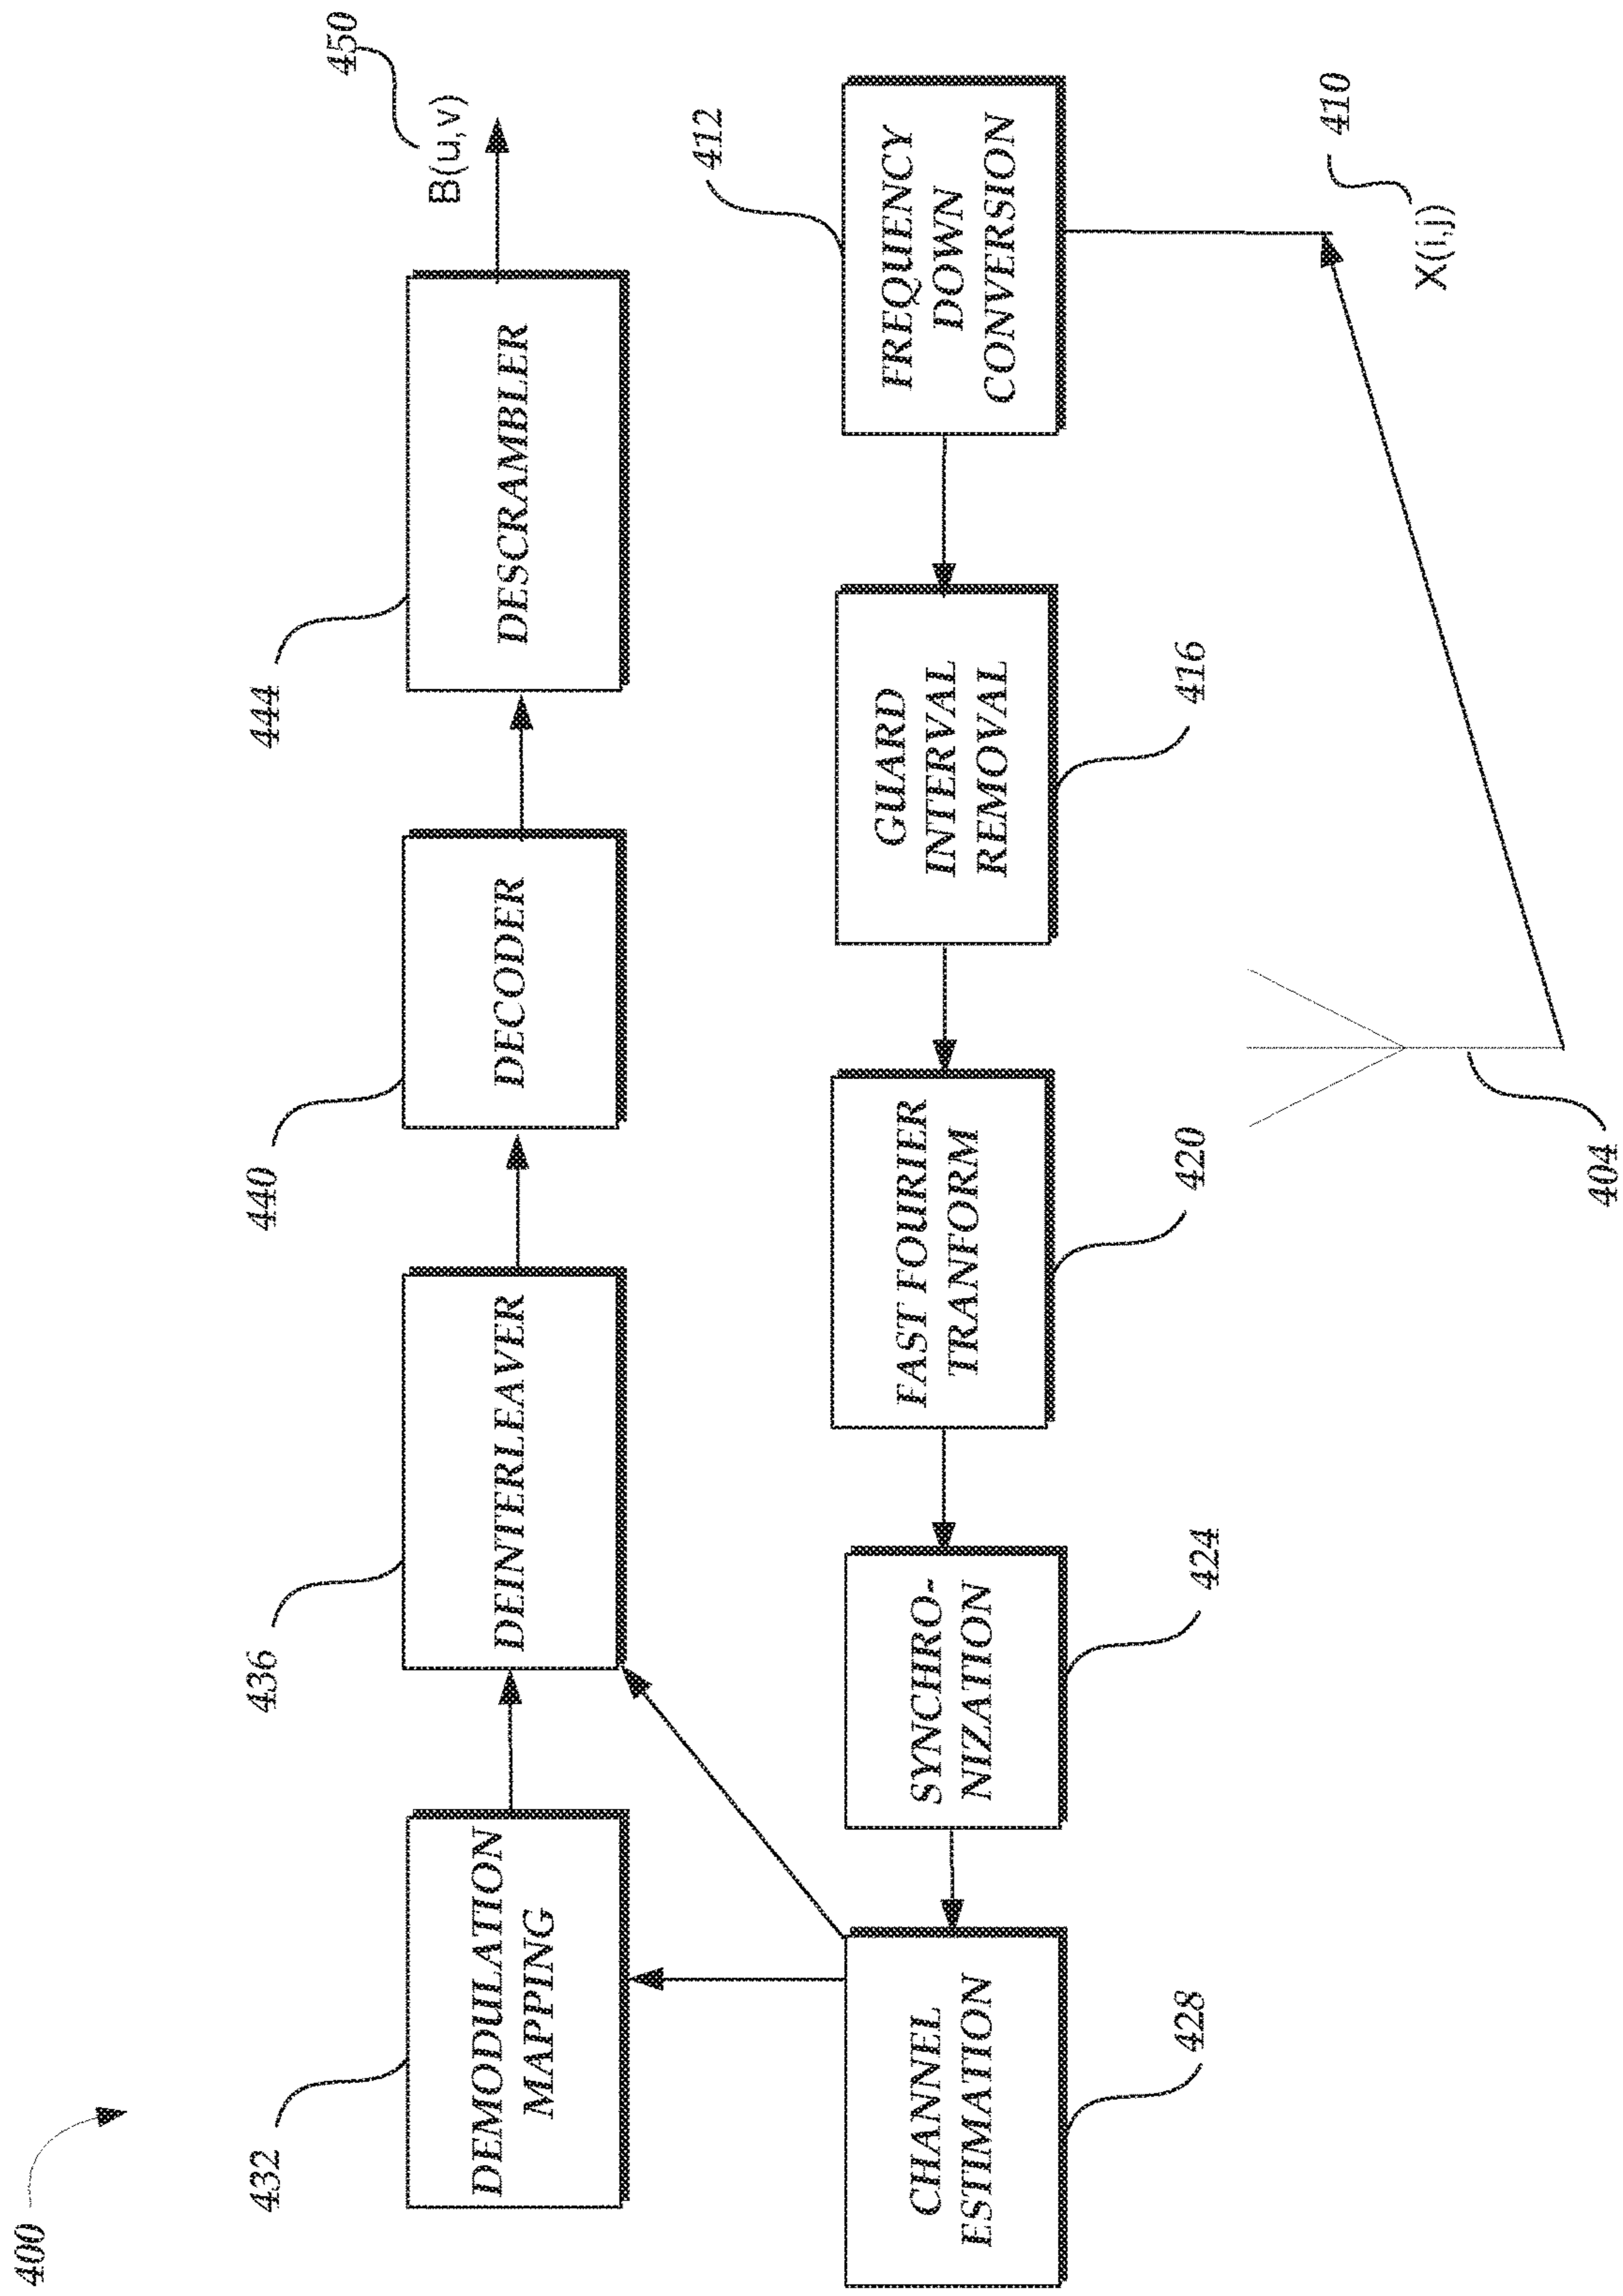 400
432
DEMODULATION
MAPPING
436
DEINTERLEAVER
440
DECODER
444
DESCRAMBLER
450
B(u,v)
CHANNEL
ESTIMATION
428
SYNCHRO-
NIZATION
424
FAST FOURIER
TRANFORM
420
GUARD
INTERVAL
REMOVAL
416
412
FREQUENCY
DOWN
CONVERSION
404
410
X(i,j)